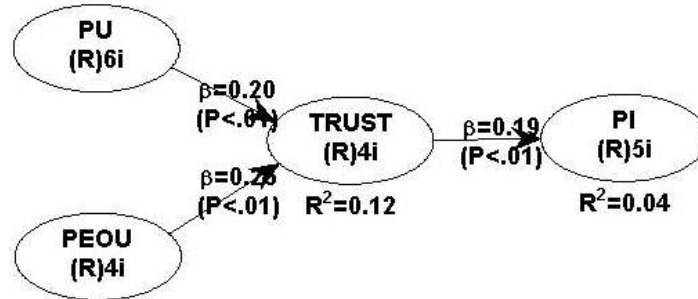 PU
(R)6i
β=0.20
(P<.01)
TRUST
(R)4i
R²=0.12
β=0.19
(P<.01)
PI
(R)5i
R²=0.04
(P<.01)
PEOU
(R)4i